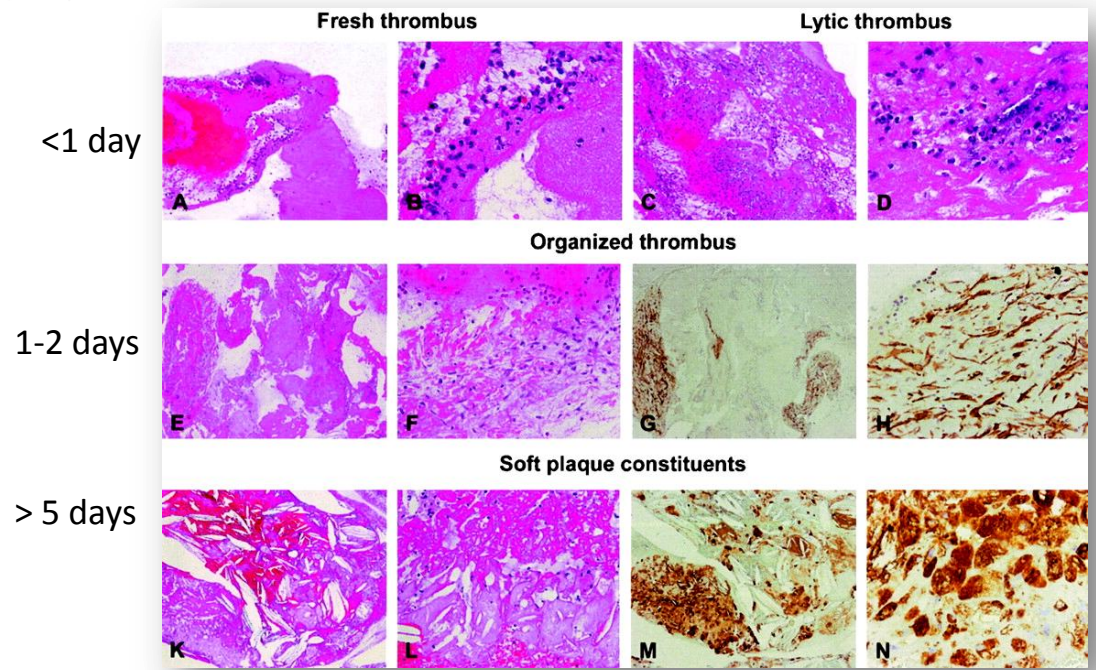 Fresh thrombus Lytic thrombus
<1 day
A B C D
Organized thrombus
1-2 days
E F G H
Soft plaque constituents
> 5 days
K L M N